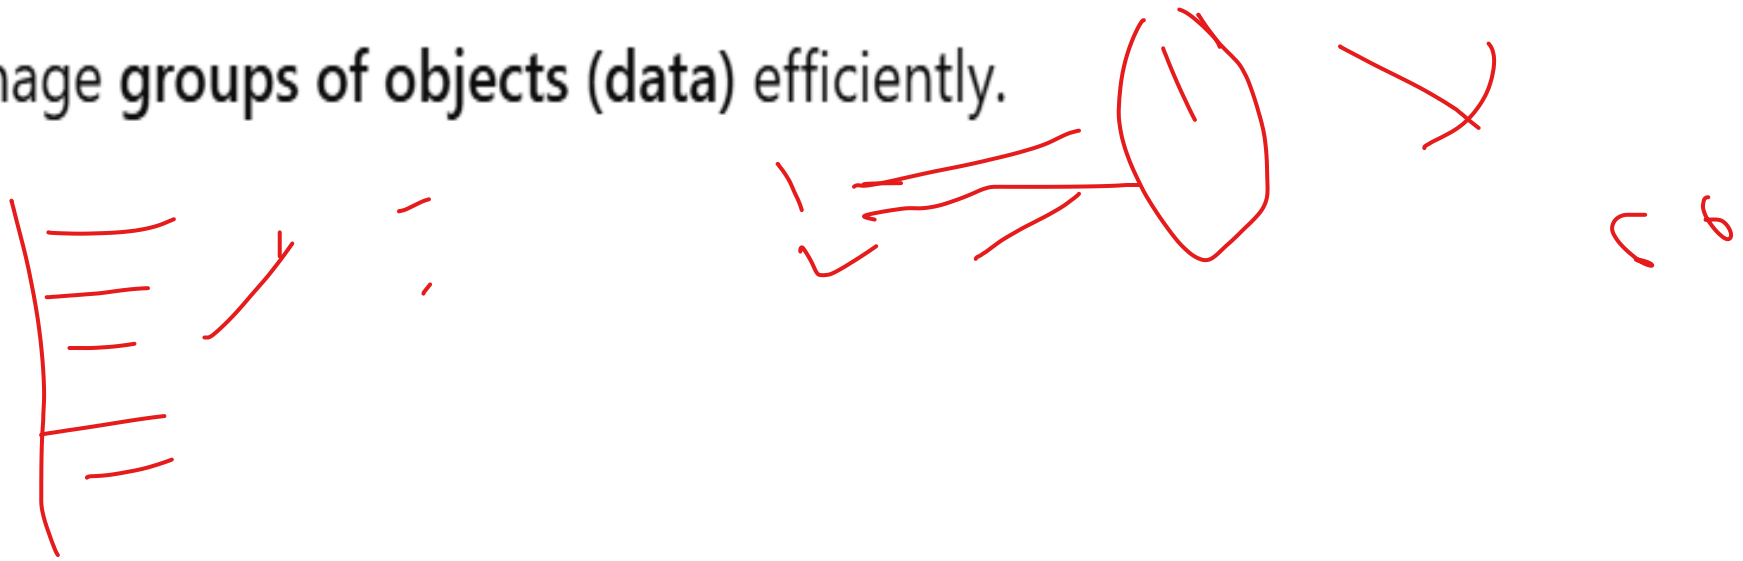 age groups of objects (data) efficiently.